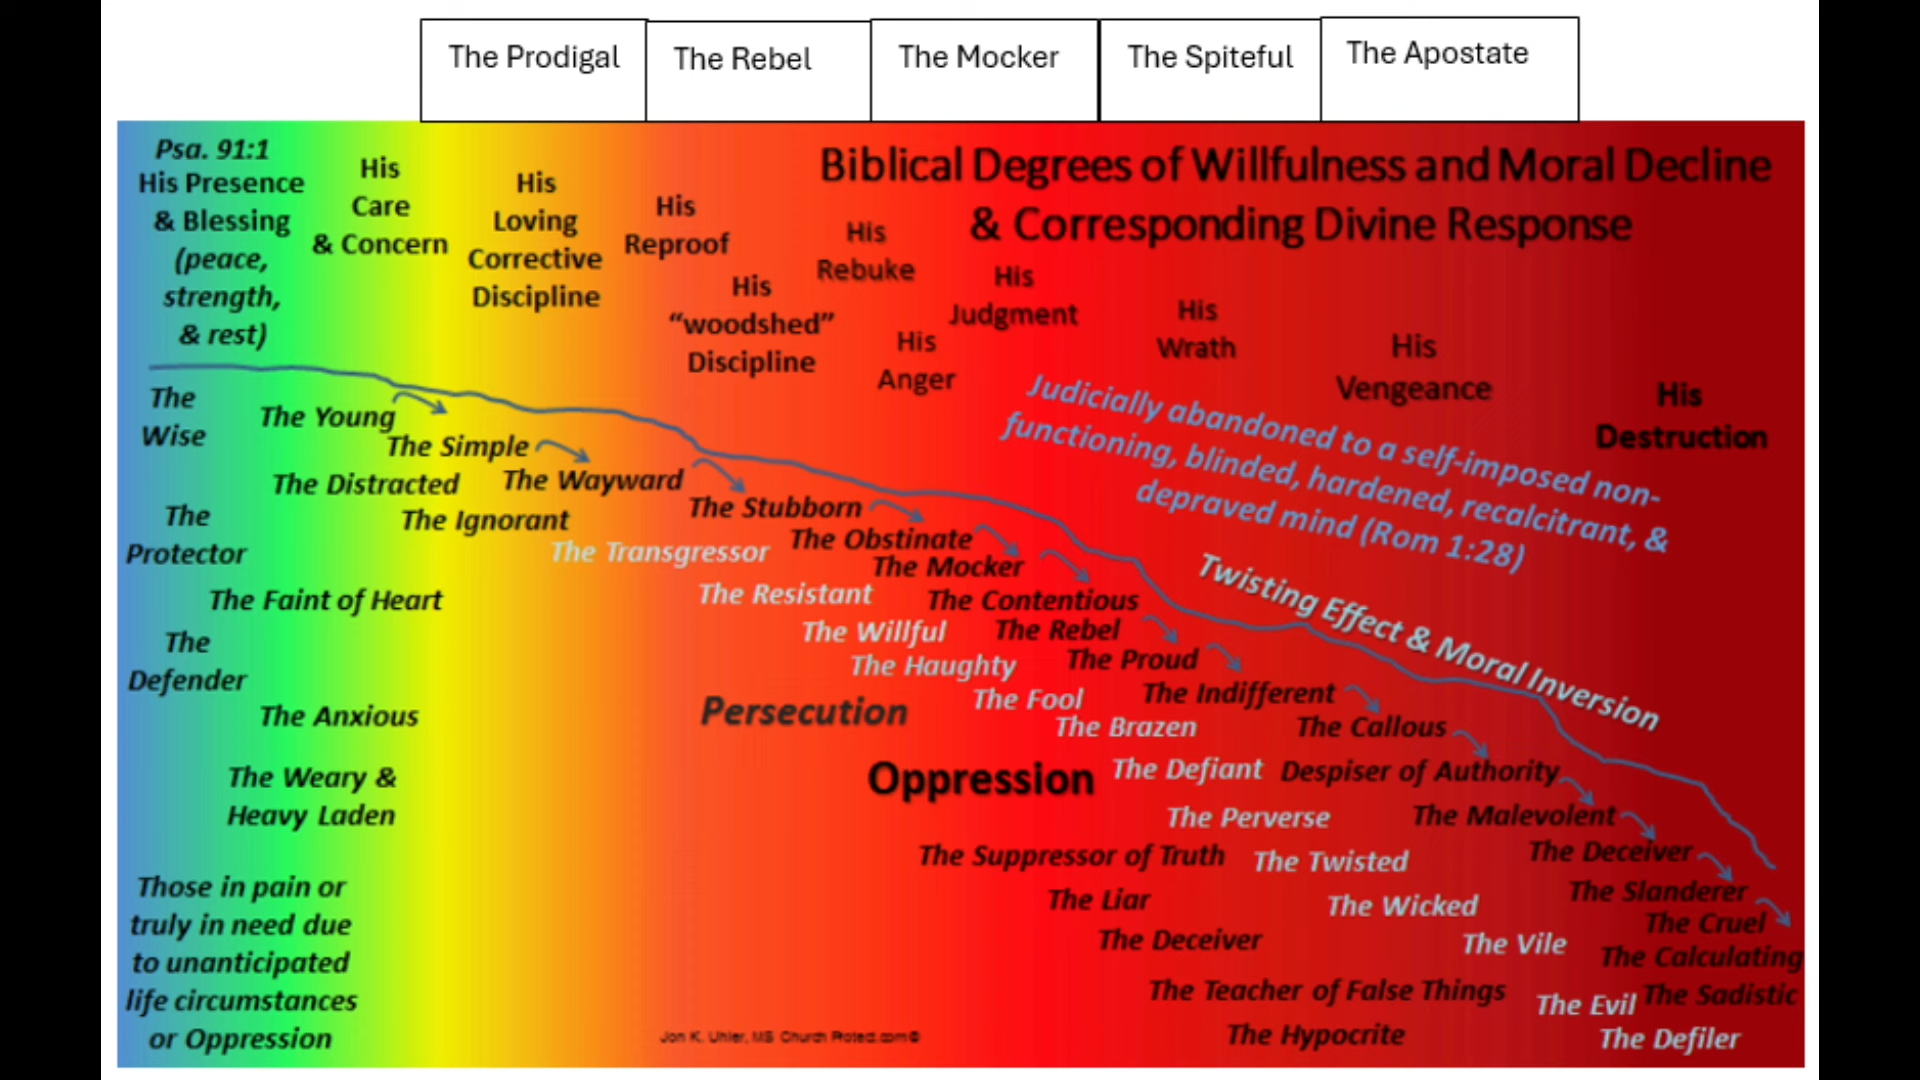 The Prodigal
The Rebel
The Mocker
The Spiteful
The Apostate
Biblical Degrees of Willfulness and Moral Decline
& Corresponding Divine Response
Psa. 91:1
His Presence
& Blessing
(peace,
strength,
& rest)
His
Care
& Concern
His
Loving
Corrective
Discipline
His
Reproof
His
"woodshed"
Discipline
His
Rebuke
His
Anger
His
Judgment
His
Wrath
His
Vengeance
His
Destruction
Judicially abandoned to a self-imposed non-
functioning, blinded, hardened, recalcitrant, &
depraved mind (Rom 1:28)
Twisting Effect & Moral Inversion
The
Wise
The Young
The Simple
The Distracted
The Wayward
The
Protector
The Ignorant
The Stubborn
The Transgressor
The Obstinate
The Mocker
The Faint of Heart
The Resistant
The Contentious
The
Defender
The Willful
The Rebel
The Haughty
The Proud
The Anxious
Persecution
The Fool
The Indifferent
The Brazen
The Callous
The Weary &
Heavy Laden
Oppression
The Defiant
Despiser of Authority
The Perverse
The Malevolent
The Suppressor of Truth
The Twisted
The Deceiver
Those in pain or
truly in need due
to unanticipated
life circumstances
or Oppression
The Liar
The Wicked
The Slanderer
The Cruel
The Deceiver
The Vile
The Calculating
The Teacher of False Things
The Evil
The Sadistic
The Hypocrite
The Defiler
Jon K. Uhler, MS Church Protect.com©